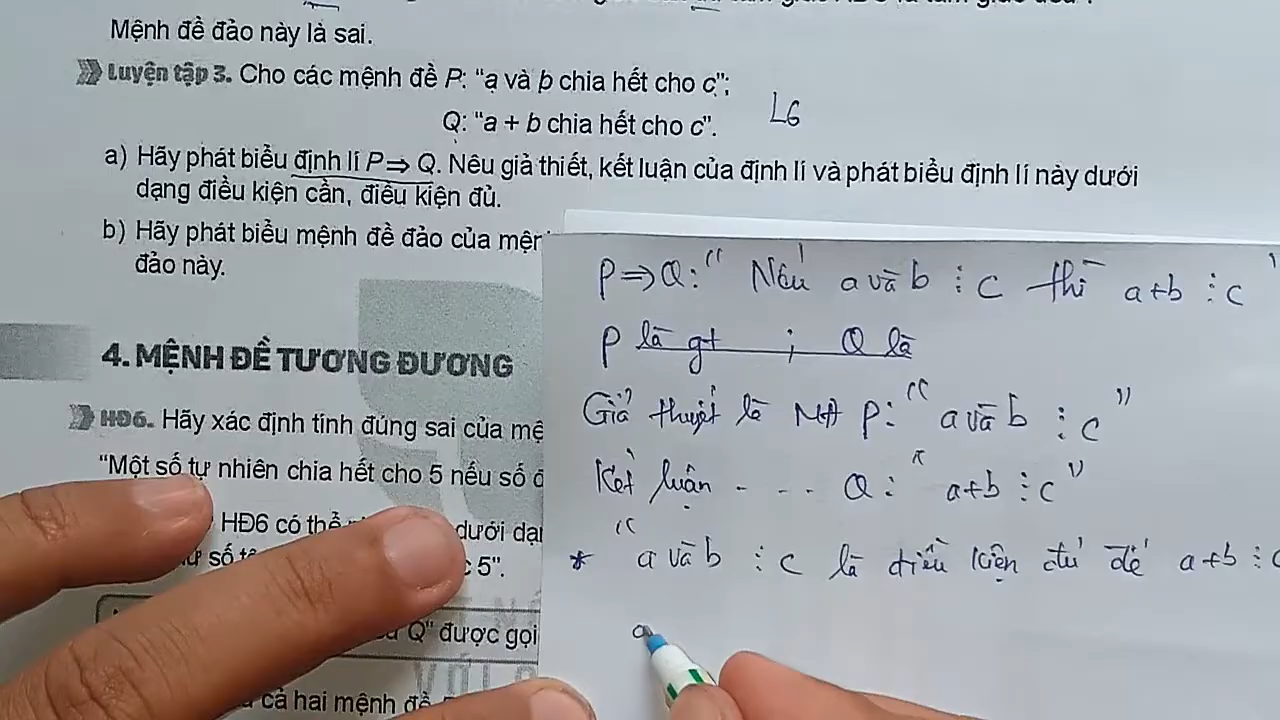 Mệnh đề đảo này là sai.
Luyện tập 3. Cho các mệnh đề P: "a và b chia hết cho c";
Q: "a + b chia hết cho c".
LG
a) Hãy phát biểu định lí P ⇒ Q. Nêu giả thiết, kết luận của định lí và phát biểu định lí này dưới
dạng điều kiện cần, điều kiện đủ.
b) Hãy phát biểu mệnh đề đảo của
đảo này.
4. MỆNH ĐỀ TƯƠNG ĐƯƠNG
HĐ6. Hãy xác định tính đúng sai của
"Một số tự nhiên chia hết cho 5 nếu số
HĐ6 có thể dưới
số
5".
Q" được gọi
cả hai mệnh đề
P ⇒ Q: " Nếu a và b ⋮ c thì a+b ⋮ c "
P là gt ; Q là
Giả thuyết là MĐ P: " a và b ⋮ c "
Kết luận - - - Q: " a+b ⋮ c "
* " a và b ⋮ c là điều kiện đủ để a+b ⋮ c
a